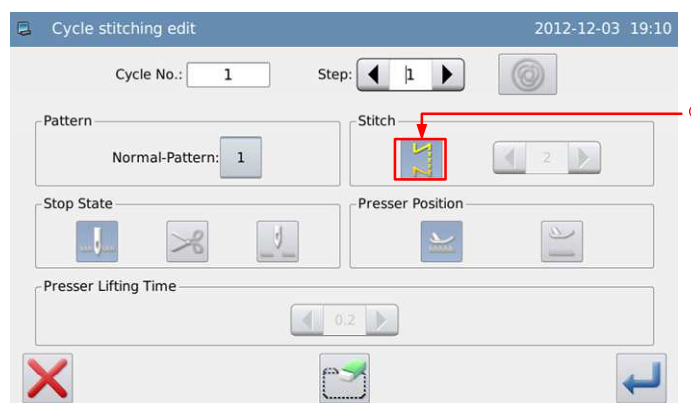 Cycle stitching edit 2012-12-03 19:10
Cycle No.: 1 Step: 1
Pattern
Normal-Pattern: 1
Stitch
2
Stop State
Presser Position
Presser Lifting Time
0.2